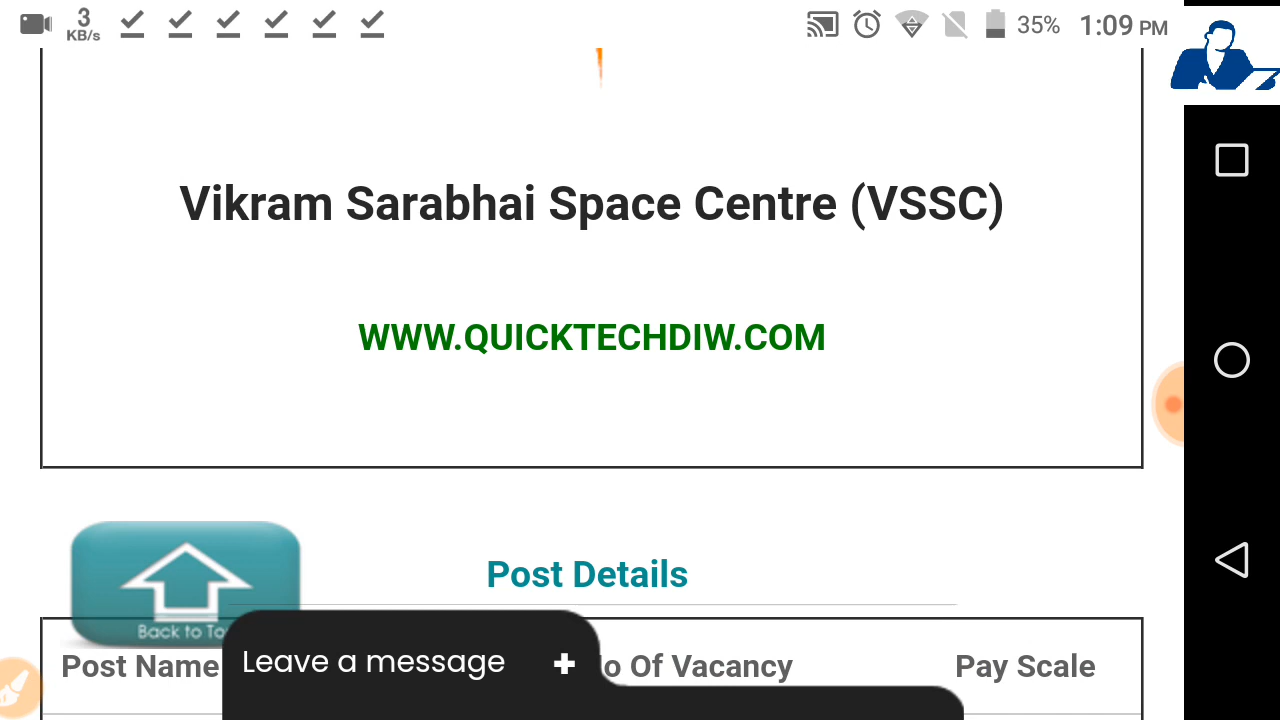 3
KB/s
35%
1:09 PM
Vikram Sarabhai Space Centre (VSSC)
WWW.QUICKTECHDIW.COM
Post Details
Back to To
Post Name
Leave a message +
o Of Vacancy
Pay Scale